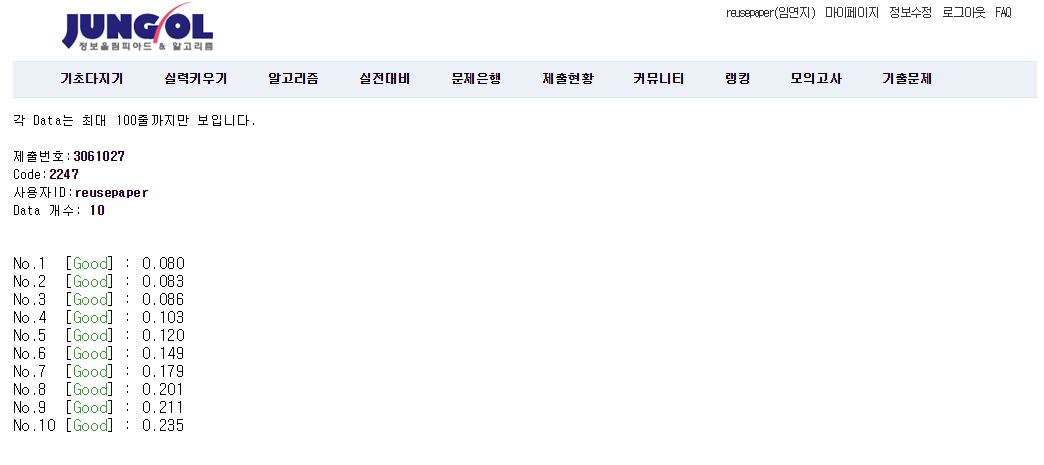 JUNGOL
정보올림피아드 & 알고리즘
reusepaper(임연지) 마이페이지 정보수정 로그아웃 FAQ
기초다지기 실력키우기 알고리즘 실전대비 문제은행 제출현황 커뮤니티 랭킹 모의고사 기출문제
각 Data는 최대 100줄까지만 보입니다.
제출번호:3061027
Code:2247
사용자ID:reusepaper
Data 개수: 10
No.1 [Good] : 0.080
No.2 [Good] : 0.083
No.3 [Good] : 0.086
No.4 [Good] : 0.103
No.5 [Good] : 0.120
No.6 [Good] : 0.149
No.7 [Good] : 0.179
No.8 [Good] : 0.201
No.9 [Good] : 0.211
No.10 [Good] : 0.235